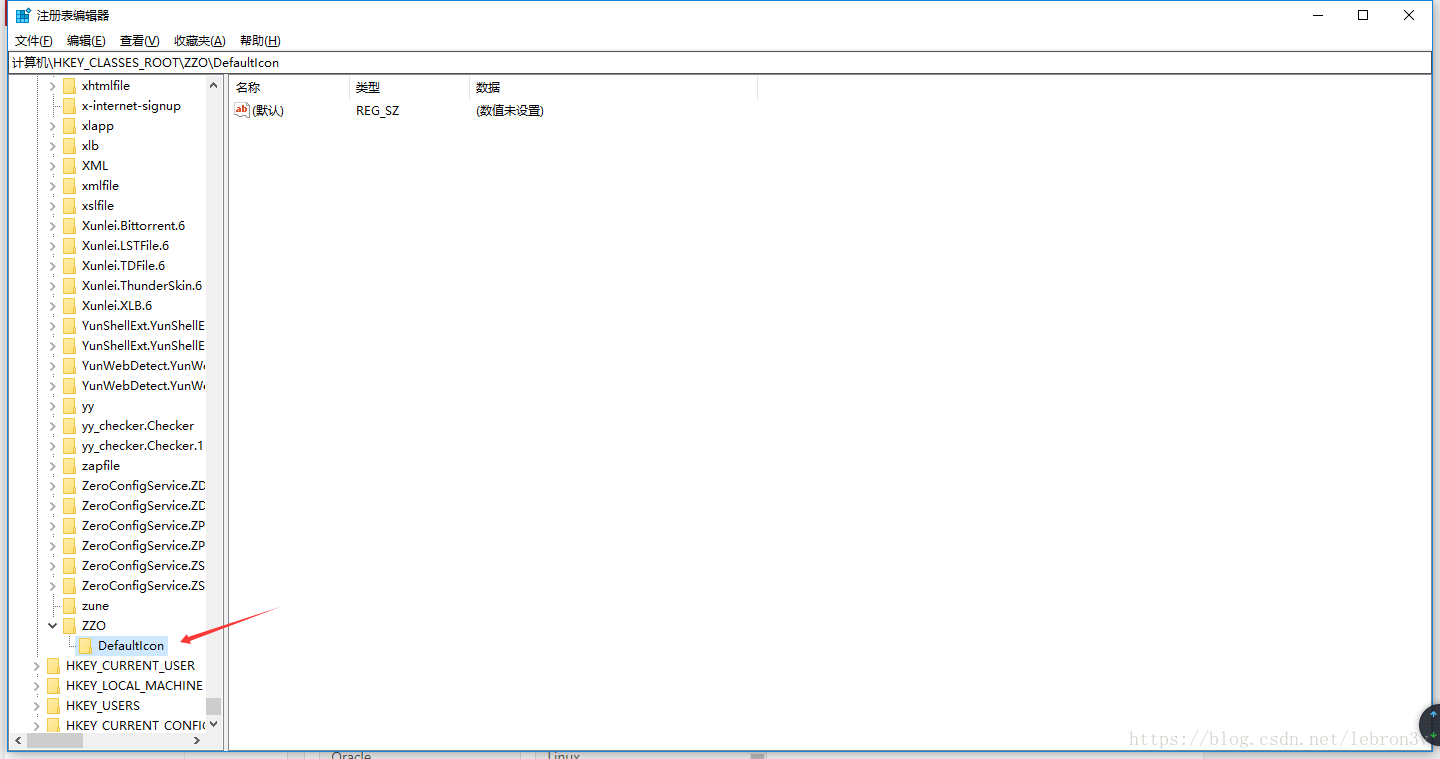 注册表编辑器
文件(F) 编辑(E) 查看(V) 收藏夹(A) 帮助(H)
计算机\HKEY_CLASSES_ROOT\ZZO\DefaultIcon
名称 类型 数据
ab (默认) REG_SZ (数值未设置)
xhtmlfile
x-internet-signup
xlapp
xlb
XML
xmlfile
xslfile
Xunlei.Bittorrent.6
Xunlei.LSTFile.6
Xunlei.TDFile.6
Xunlei.ThunderSkin.6
Xunlei.XLB.6
YunShellExt.YunShellE
YunShellExt.YunShellE
YunWebDetect.YunWe
YunWebDetect.YunWe
yy
yy_checker.Checker
yy_checker.Checker.1
zapfile
ZeroConfigService.ZD
ZeroConfigService.ZD
ZeroConfigService.ZP
ZeroConfigService.ZP
ZeroConfigService.ZS
ZeroConfigService.ZS
zune
ZZO
DefaultIcon
HKEY_CURRENT_USER
HKEY_LOCAL_MACHINE
HKEY_USERS
HKEY_CURRENT_CONFIG
https://blog.csdn.net/lebron3v
Oracle Linux